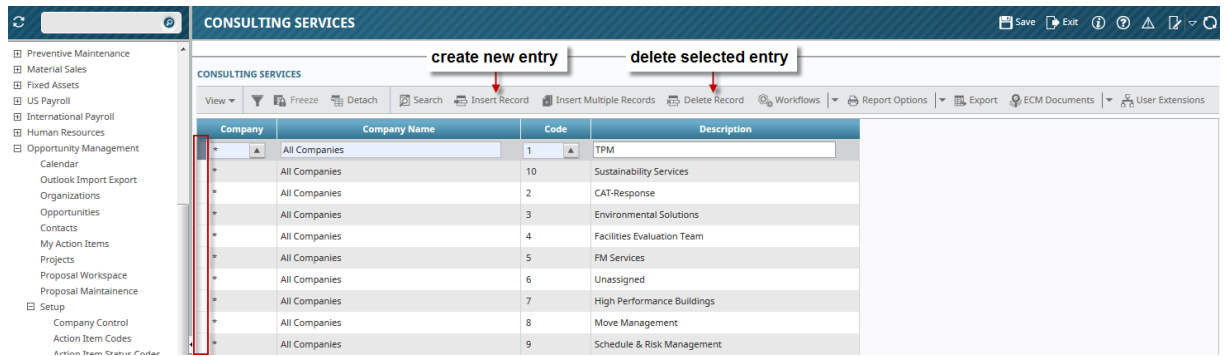 CONSULTING SERVICES
Save Exit
create new entry
delete selected entry
Preventive Maintenance
Material Sales
Fixed Assets
US Payroll
International Payroll
Human Resources
Opportunity Management
Calendar
Outlook Import Export
Organizations
Opportunities
Contacts
My Action Items
Projects
Proposal Workspace
Proposal Maintainence
Setup
Company Control
Action Item Codes
Action Item Status Codes
CONSULTING SERVICES
View Freeze Detach Search Insert Record Insert Multiple Records Delete Record Workflows Report Options Export ECM Documents User Extensions
Company Company Name Code Description
* All Companies 1 TPM
* All Companies 10 Sustainability Services
* All Companies 2 CAT-Response
* All Companies 3 Environmental Solutions
* All Companies 4 Facilities Evaluation Team
* All Companies 5 FM Services
* All Companies 6 Unassigned
* All Companies 7 High Performance Buildings
* All Companies 8 Move Management
* All Companies 9 Schedule & Risk Management